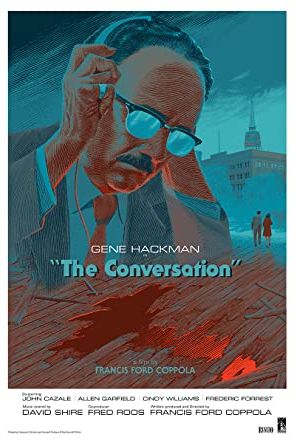 GENE HACKMAN
in
"The Conversation"
a film by
FRANCIS FORD COPPOLA
Co-starring
JOHN CAZALE ALLEN GARFIELD CINDY WILLIAMS FREDERIC FORREST
Music scored by Co-producer Written, produced and Directed by
DAVID SHIRE FRED ROOS FRANCIS FORD COPPOLA